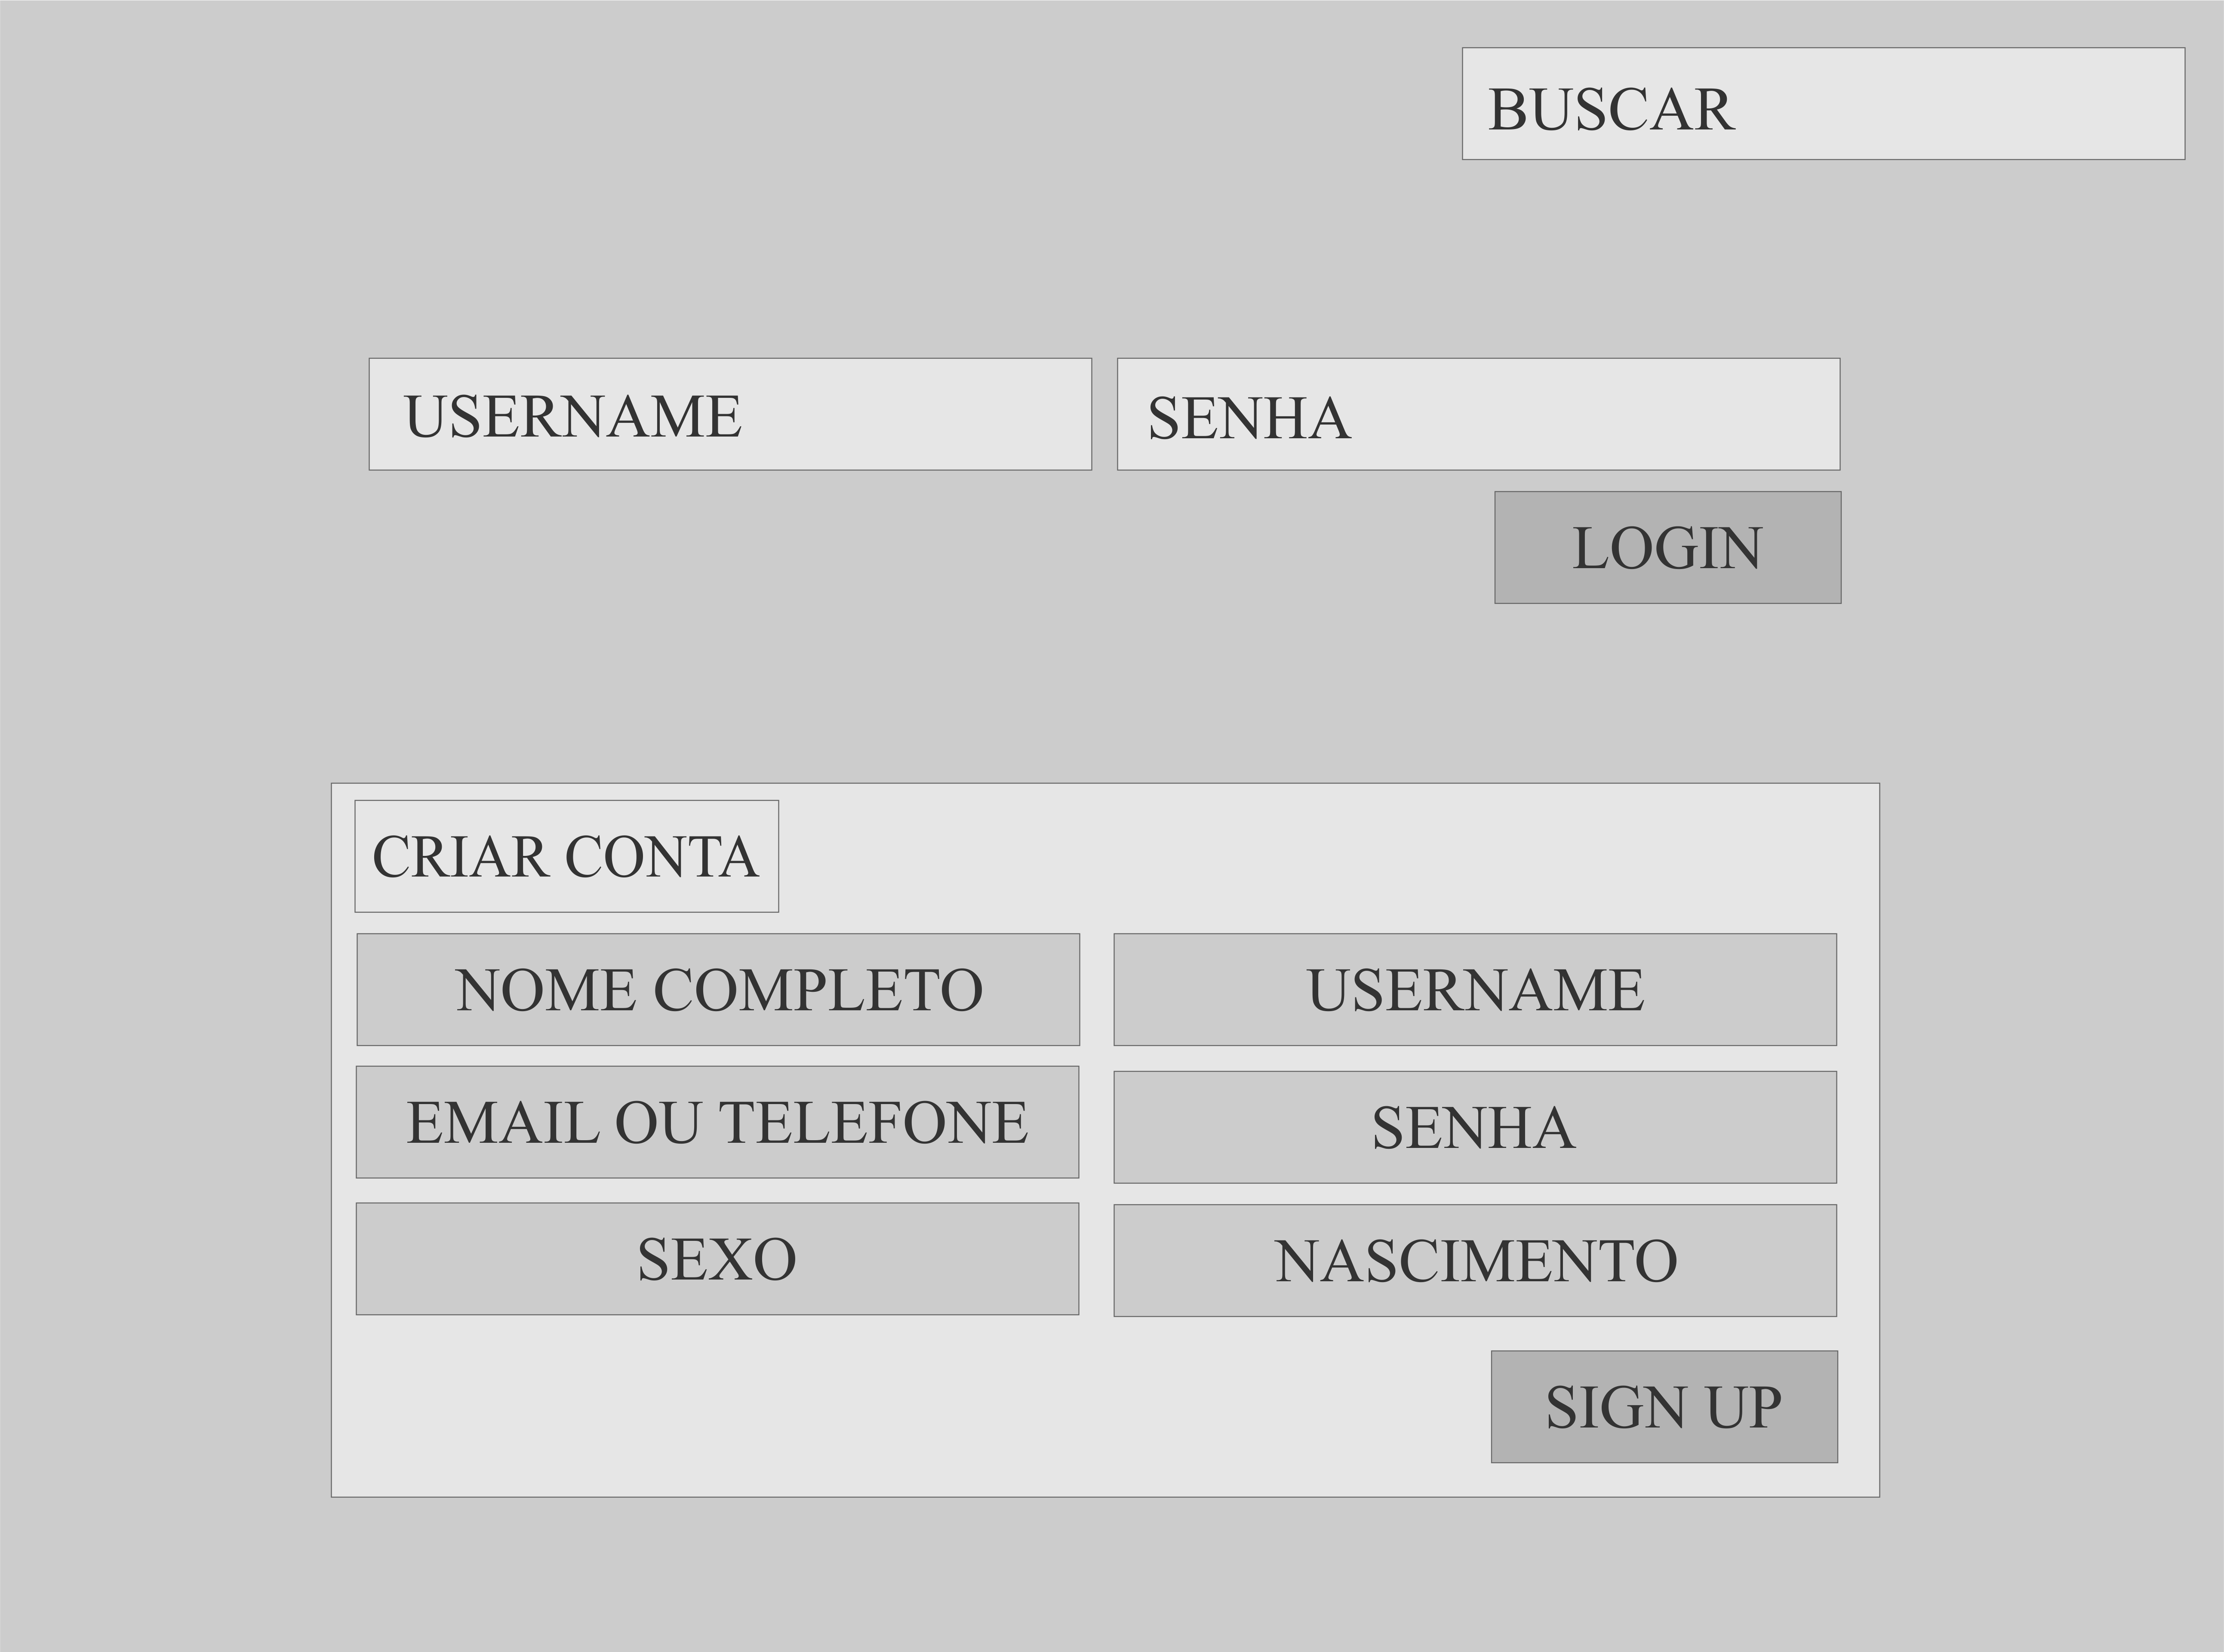 BUSCAR
USERNAME
SENHA
LOGIN
CRIAR CONTA
NOME COMPLETO
USERNAME
EMAIL OU TELEFONE
SENHA
SEXO
NASCIMENTO
SIGN UP